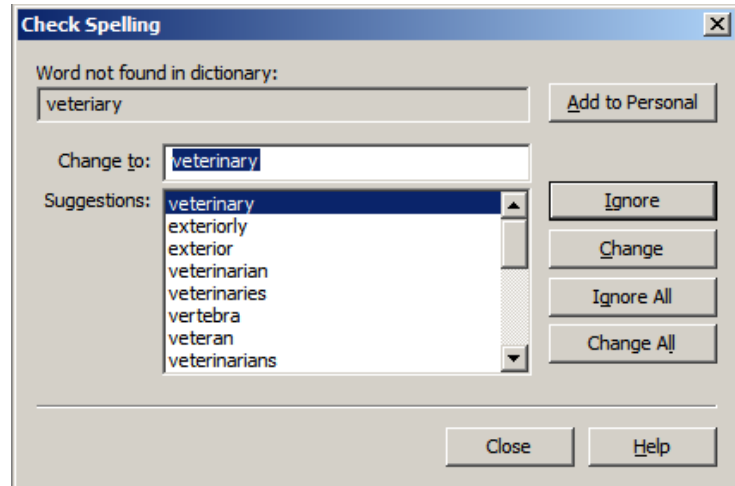 Check Spelling
Word not found in dictionary:
veteriary
Add to Personal
Change to:
veterinary
Suggestions:
veterinary
exteriorly
exterior
veterinarian
veterinaries
vertebra
veteran
veterinarians
Ignore
Change
Ignore All
Change All
Close
Help